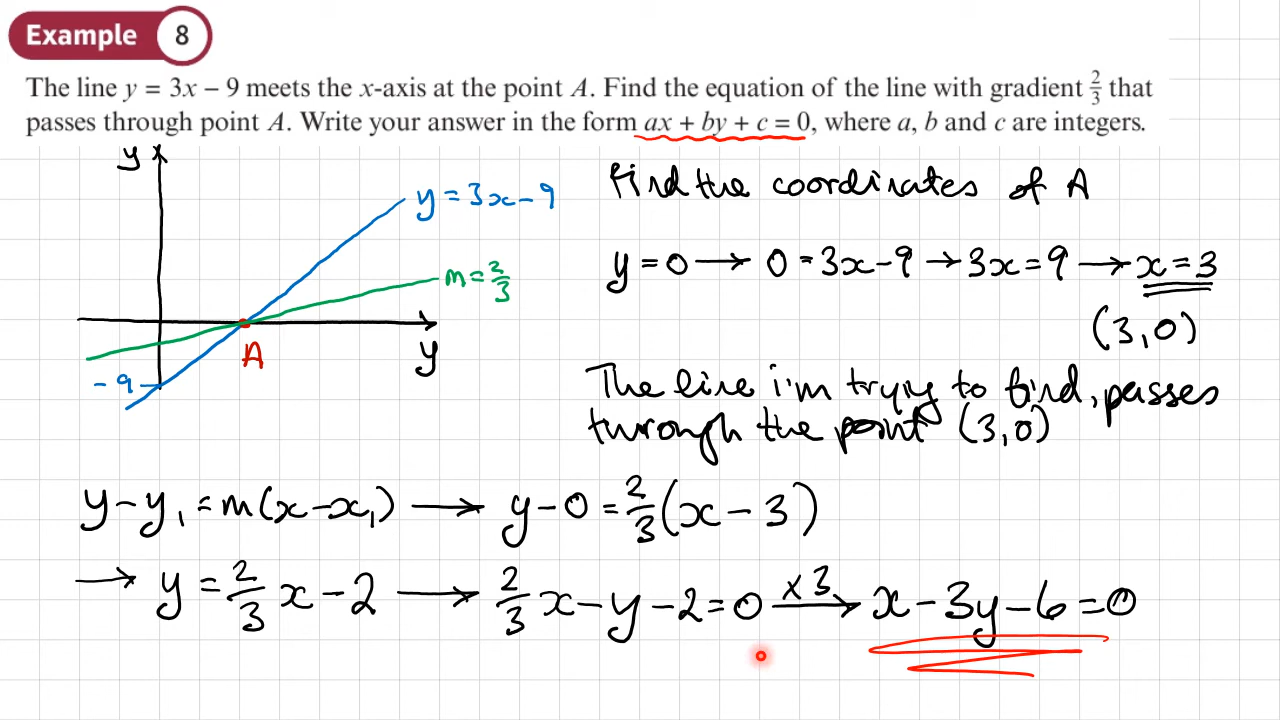 Example 8
The line y = 3x – 9 meets the x-axis at the point A. Find the equation of the line with gradient 2/3 that
passes through point A. Write your answer in the form ax + by + c = 0, where a, b and c are integers.
y
y = 3x - 9
m = 2/3
A
y
-9
Find the coordinates of A
y = 0 → 0 = 3x - 9 → 3x = 9 → x = 3
(3, 0)
The line i'm tryiy to find, passes
through the point (3, 0)
y - y₁ = m(x - x₁) → y - 0 = 2/3 (x - 3)
→ y = 2/3 x - 2 → 2/3 x - y - 2 = 0 ×3 → x - 3y - 6 = 0